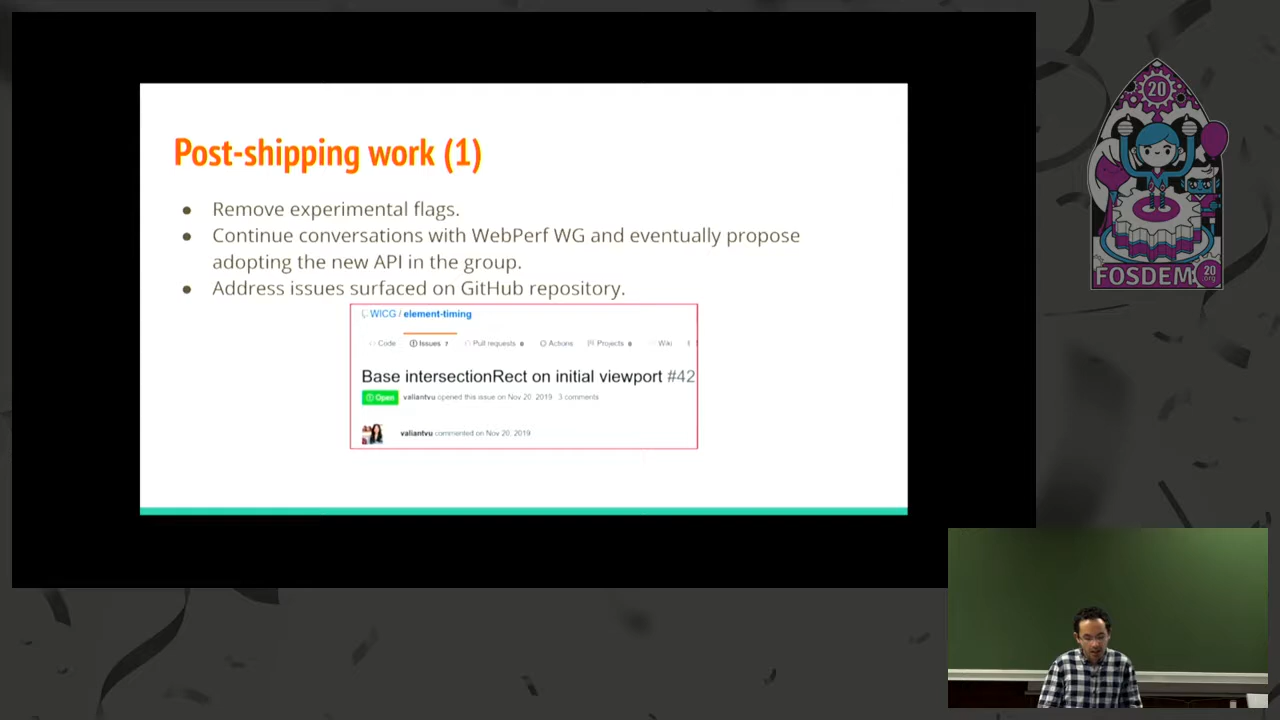 Post-shipping work (1)
● Remove experimental flags.
● Continue conversations with WebPerf WG and eventually propose
adopting the new API in the group.
● Address issues surfaced on GitHub repository.
WICG / element-timing
Code Issues 7 Pull requests 0 Actions Projects 0 Wiki
Base intersectionRect on initial viewport #42
Open valiantvu opened this issue on Nov 20, 2019 3 comments
valiantvu commented on Nov 20, 2019
20
FOSDEM 20
.org